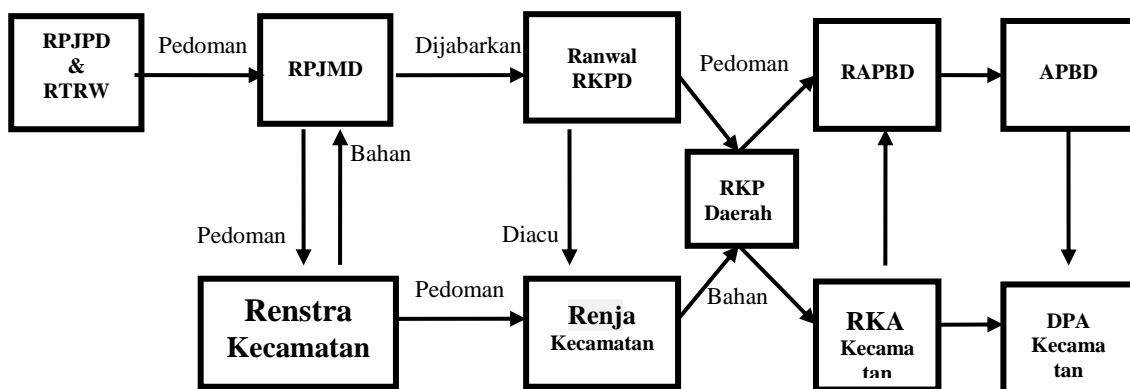 RPJPD
&
RTRW
Pedoman
RPJMD
Dijabarkan
Ranwal
RKPD
Pedoman
RAPBD
APBD
Bahan
RKP
Daerah
Pedoman
Diacu
Renstra
Kecamatan
Pedoman
Renja
Kecamatan
Bahan
RKA
Kecama
tan
DPA
Kecama
tan